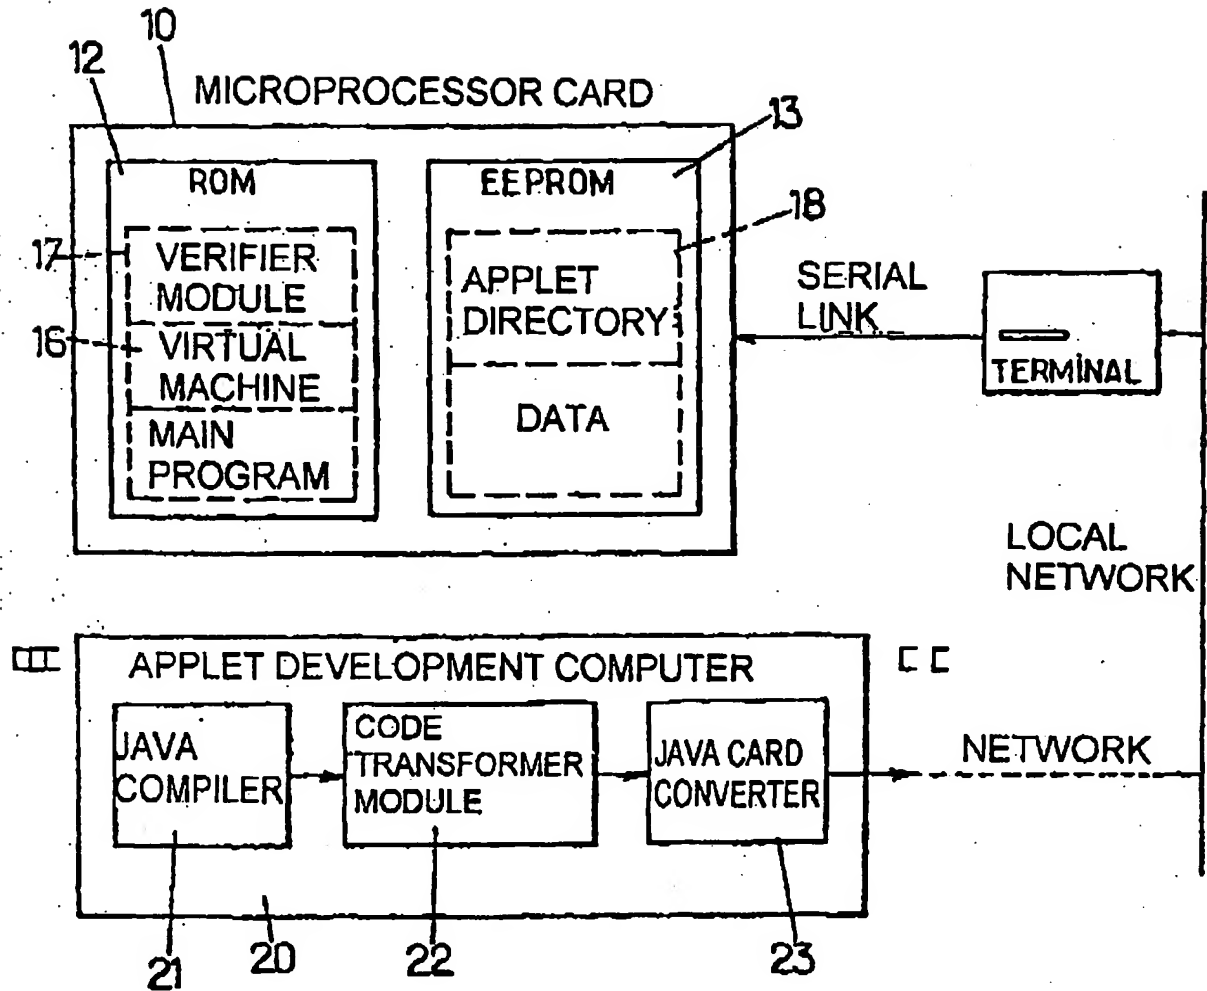 10
12
MICROPROCESSOR CARD
13
ROM
EEPROM
18
17
VERIFIER
MODULE
APPLET
DIRECTORY
SERIAL
LINK
16
VIRTUAL
MACHINE
TERMINAL
DATA
MAIN
PROGRAM
LOCAL
NETWORK
APPLET DEVELOPMENT COMPUTER
JAVA
COMPILER
CODE
TRANSFORMER
MODULE
JAVA CARD
CONVERTER
NETWORK
21
20
22
23